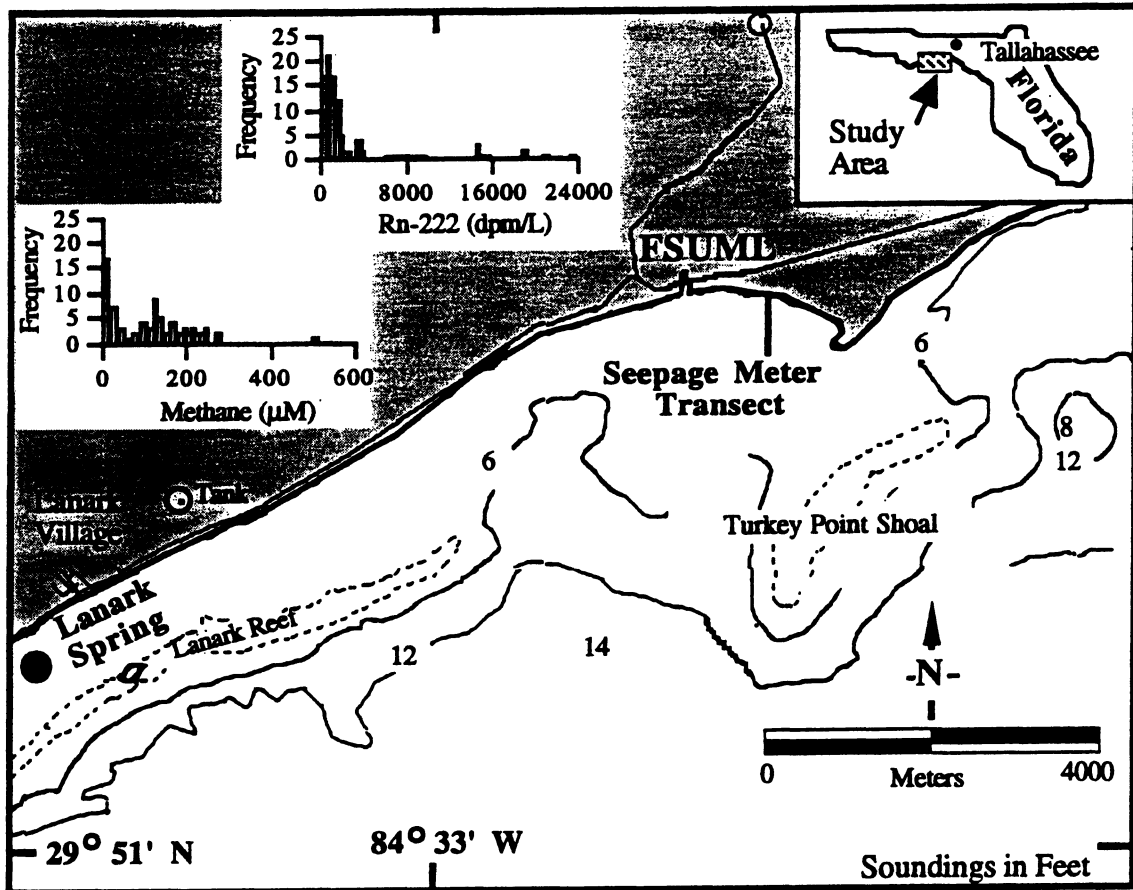 25
20
15
10
5
0
Frequency
0 8000 16000 24000
Rn-222 (dpm/L)
Tallahassee
Florida
Study
Area
25
20
15
10
5
0
Frequency
0 200 400 600
Methane (µM)
FSUML
Seepage Meter
Transect
6
6
8
12
Tank
Lanark
Village
Turkey Point Shoal
Lanark
Spring
Lanark Reef
12
14
-N-
0 4000
Meters
29° 51' N
84° 33' W
Soundings in Feet